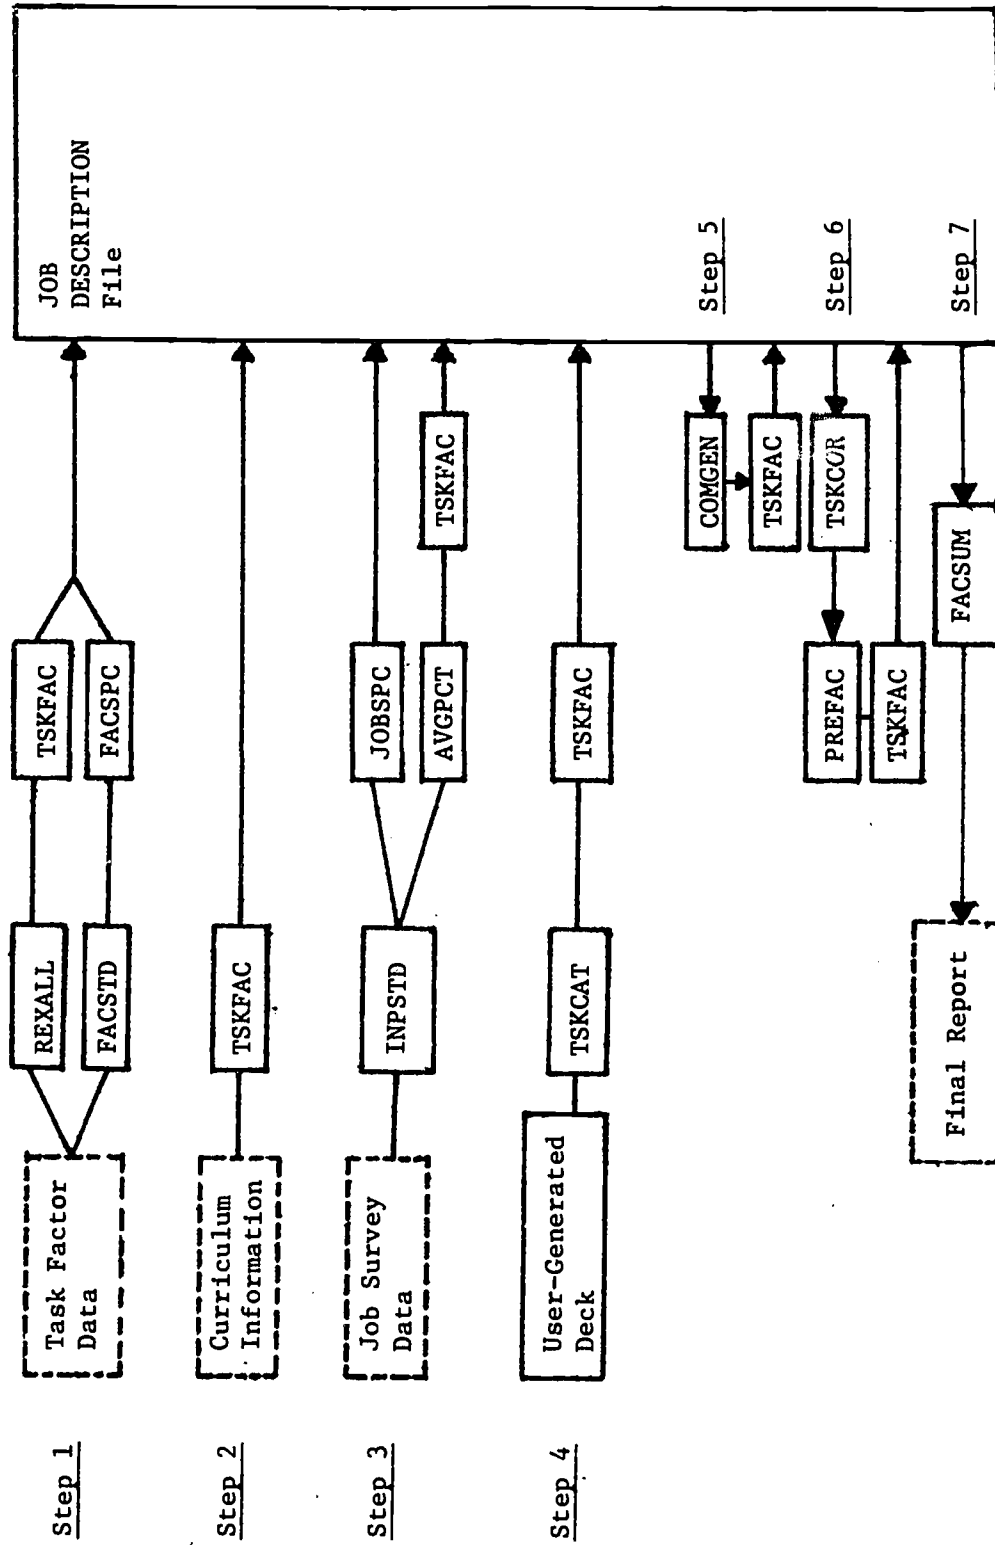 Step 1
Task Factor
Data
REXALL
FACSTD
TSKFAC
FACSPC
JOB
DESCRIPTION
File
Step 2
Curriculum
Information
TSKFAC
Step 3
Job Survey
Data
INPSTD
JOBSPC
AVGPCT
TSKFAC
Step 4
User-Generated
Deck
TSKCAT
TSKFAC
COMGEN
TSKFAC
Step 5
PREFAC
TSKFAC
TSKCOR
Step 6
Final Report
FACSUM
Step 7